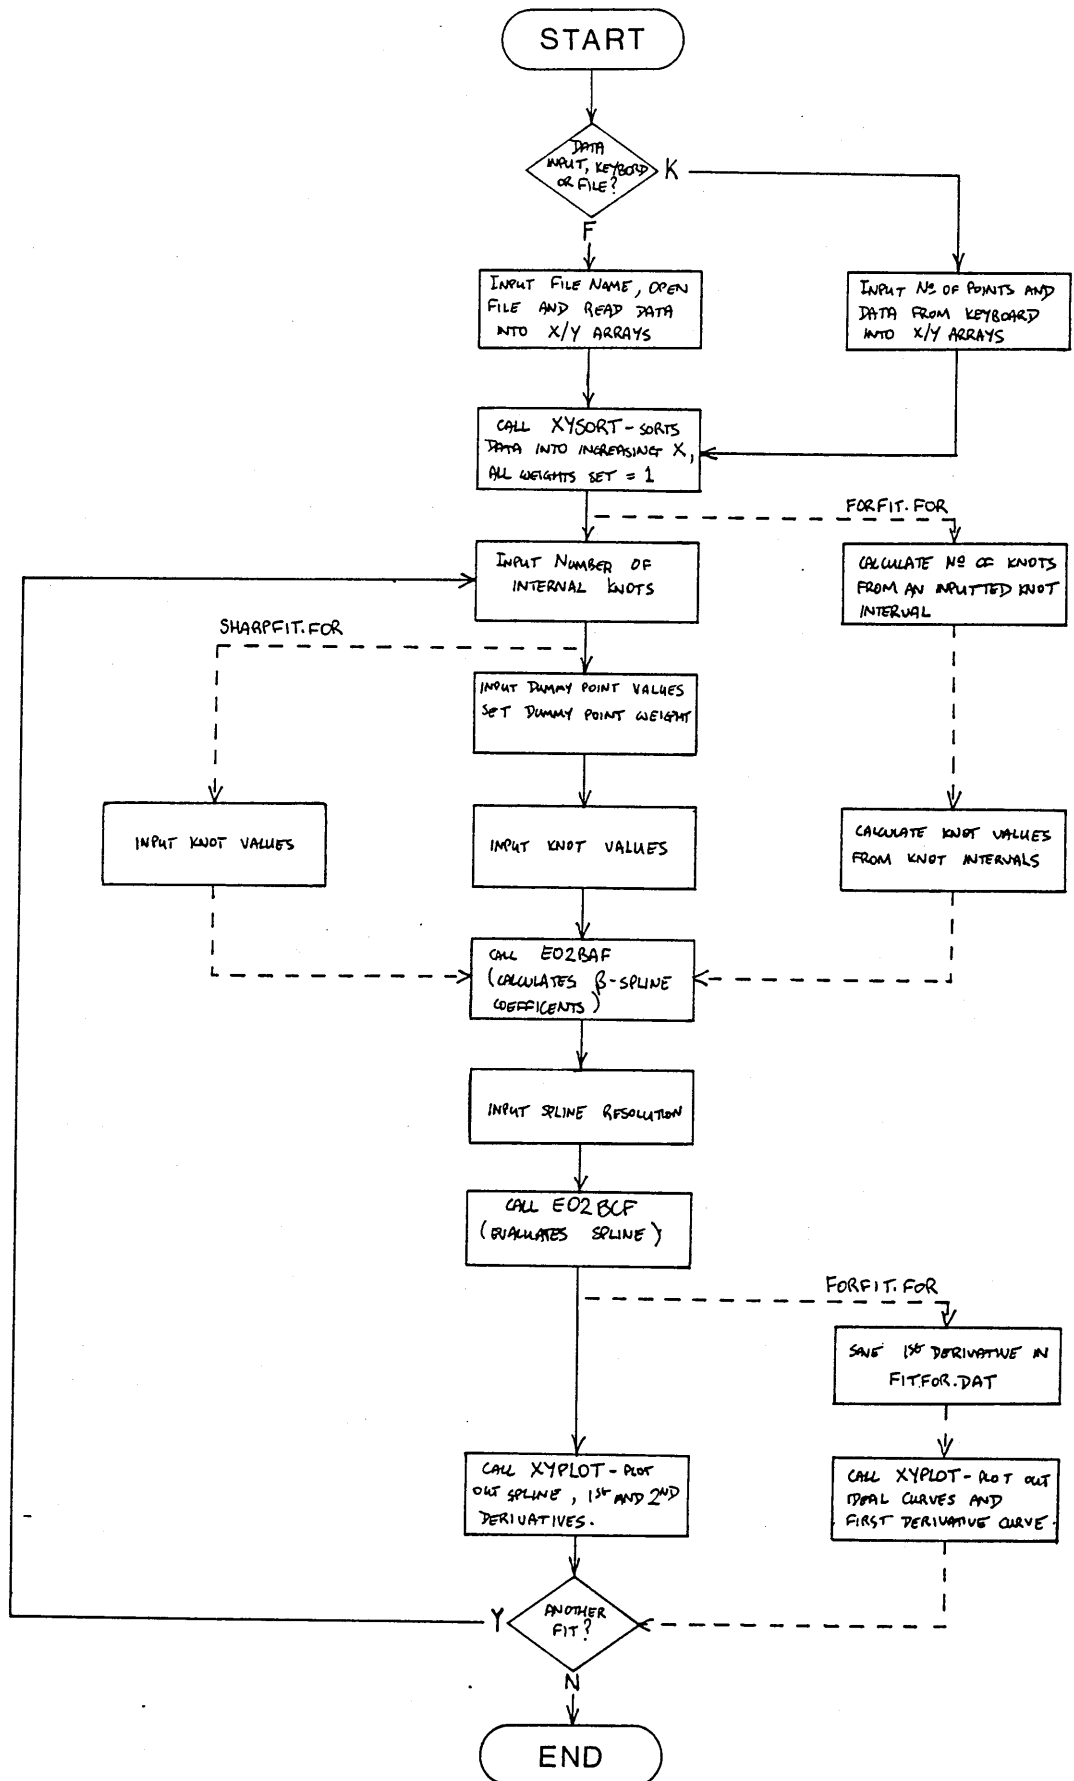 START
DATA
INPUT, KEYBORD
OR FILE?
K
F
INPUT FILE NAME, OPEN
FILE AND READ DATA
INTO X/Y ARRAYS
INPUT Nº OF POINTS AND
DATA FROM KEYBOARD
INTO X/Y ARRAYS
CALL XYSORT - SORTS
DATA INTO INCREASING X,
ALL WEIGHTS SET = 1
FORFIT.FOR
INPUT NUMBER OF
INTERNAL KNOTS
CALCULATE Nº OF KNOTS
FROM AN INPUTTED KNOT
INTERVAL
SHARPFIT.FOR
INPUT DUMMY POINT VALUES
SET DUMMY POINT WEIGHT
INPUT KNOT VALUES
INPUT KNOT VALUES
CALCULATE KNOT VALUES
FROM KNOT INTERVALS
CALL E02BAF
(CALCULATES β-SPLINE
COEFFICENTS)
INPUT SPLINE RESOLUTION
CALL E02BCF
(EVALUATES SPLINE)
FORFIT.FOR
SAVE 1St DERIVATIVE IN
FITFOR.DAT
CALL XYPLOT - PLOT
OUT SPLINE, 1St AND 2ND
DERIVATIVES.
CALL XYPLOT - PLOT OUT
IDEAL CURVES AND
FIRST DERIVATIVE CURVE.
Y
ANOTHER
FIT?
N
END